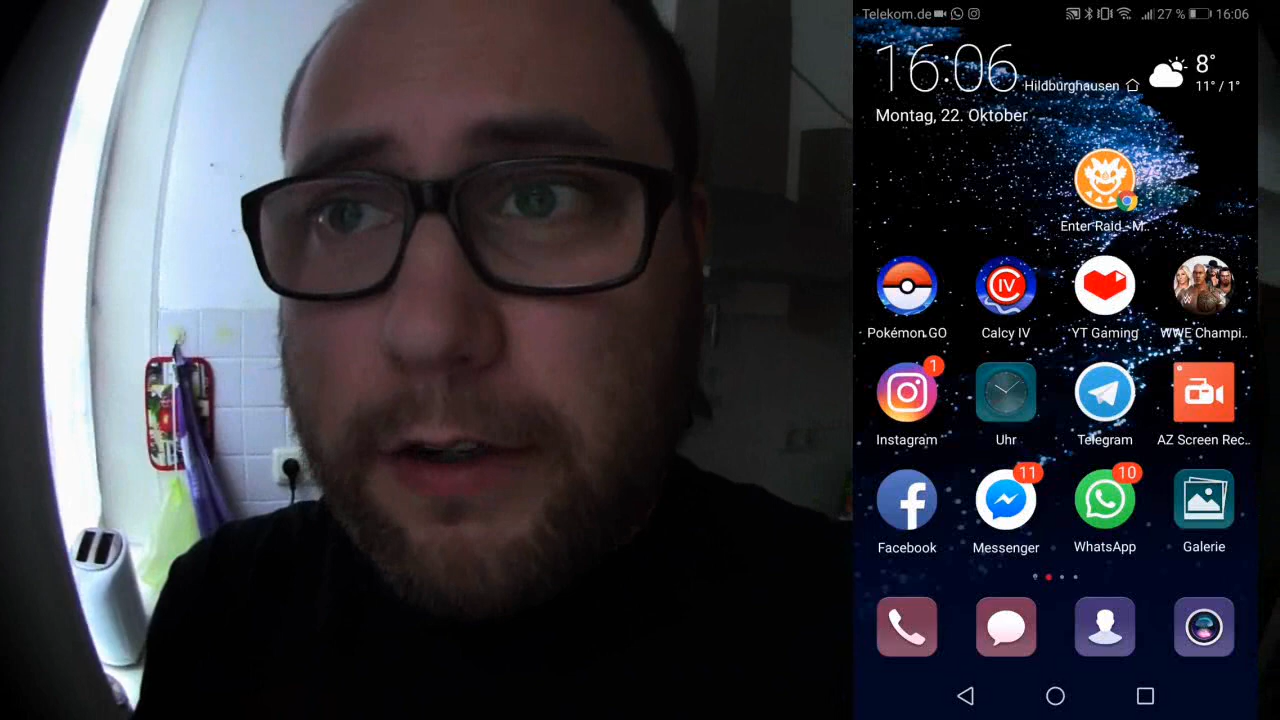 Telekom.de 27 % 16:06
16:06 Hildburghausen 8°
11° / 1°
Montag, 22. Oktober
Enter Raid - M..
Pokémon GO Calcy IV YT Gaming WWE Champi..
IV
1
Instagram Uhr Telegram AZ Screen Rec..
11 10
Facebook Messenger WhatsApp Galerie